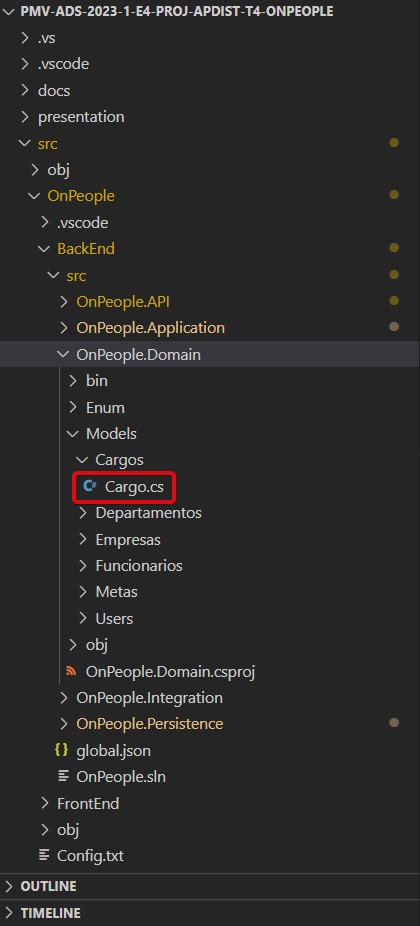 PMV-ADS-2023-1-E4-PROJ-APDIST-T4-ONPEOPLE
.vs
.vscode
docs
presentation
src
obj
OnPeople
.vscode
BackEnd
src
OnPeople.API
OnPeople.Application
OnPeople.Domain
bin
Enum
Models
Cargos
C# Cargo.cs
Departamentos
Empresas
Funcionarios
Metas
Users
obj
OnPeople.Domain.csproj
OnPeople.Integration
OnPeople.Persistence
{} global.json
OnPeople.sln
FrontEnd
obj
Config.txt
OUTLINE
TIMELINE